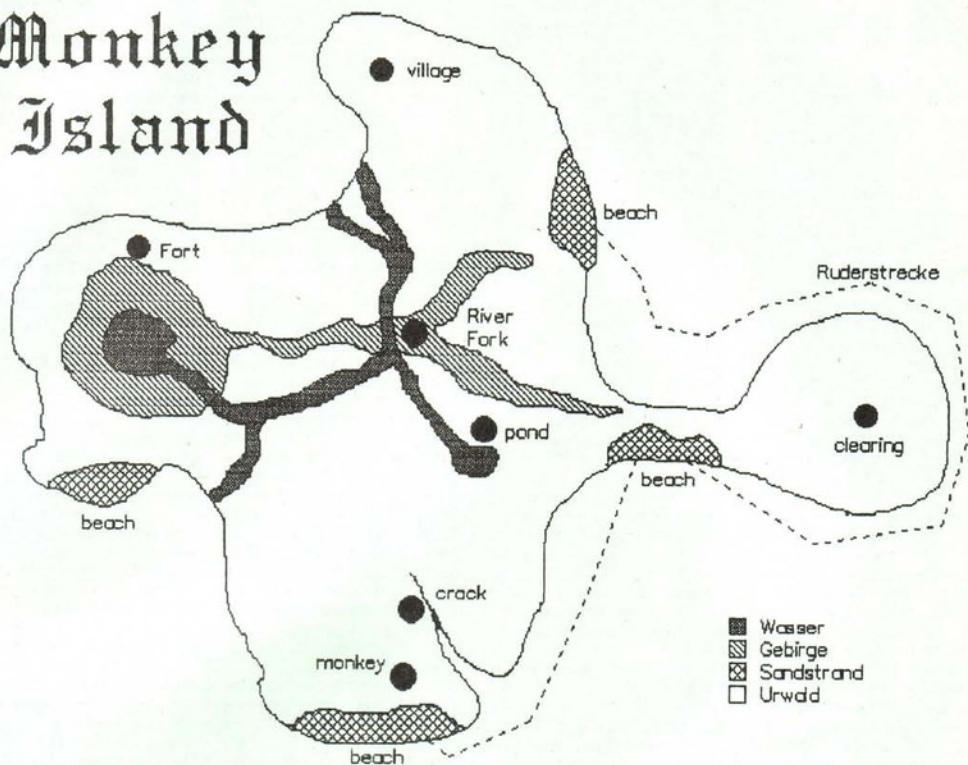 Monkey
Island
village
beach
Fort
Ruderstrecke
River
Fork
pond
clearing
beach
beach
crack
monkey
beach
Wasser
Gebirge
Sandstrand
Urwald